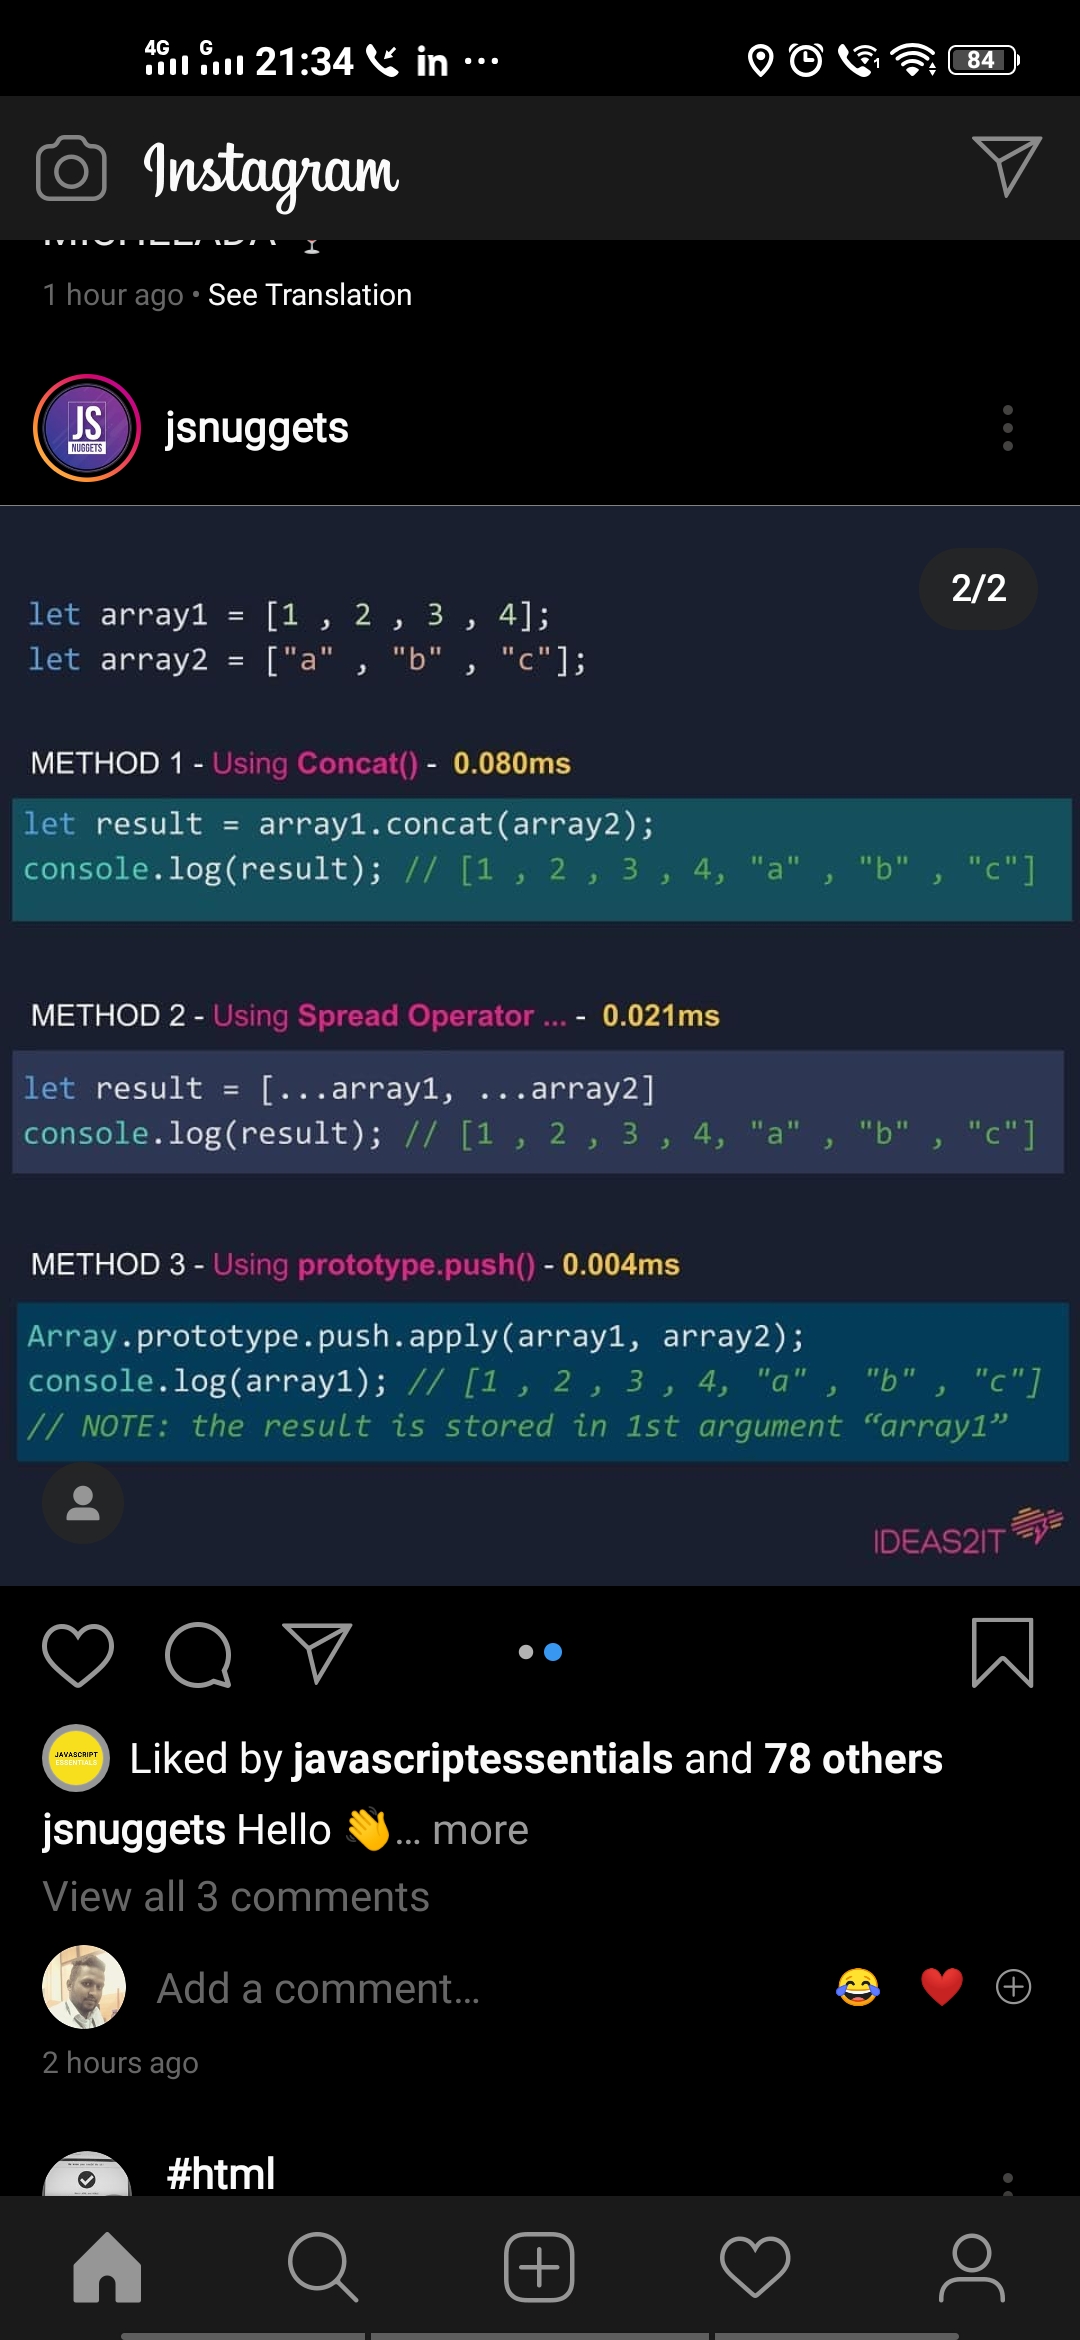 4G G 21:34 in ... 1 84
Instagram
1 hour ago • See Translation
JS
NUGGETS
jsnuggets
2/2
let array1 = [1 , 2 , 3 , 4];
let array2 = ["a" , "b" , "c"];
METHOD 1 - Using Concat() - 0.080ms
let result = array1.concat(array2);
console.log(result); // [1 , 2 , 3 , 4, "a" , "b" , "c"]
METHOD 2 - Using Spread Operator ... - 0.021ms
let result = [...array1, ...array2]
console.log(result); // [1 , 2 , 3 , 4, "a" , "b" , "c"]
METHOD 3 - Using prototype.push() - 0.004ms
Array.prototype.push.apply(array1, array2);
console.log(array1); // [1 , 2 , 3 , 4, "a" , "b" , "c"]
// NOTE: the result is stored in 1st argument “array1”
IDEAS2IT
JAVASCRIPT
ESSENTIALS
Liked by javascriptessentials and 78 others
jsnuggets Hello 👋... more
View all 3 comments
Add a comment...
2 hours ago
#html